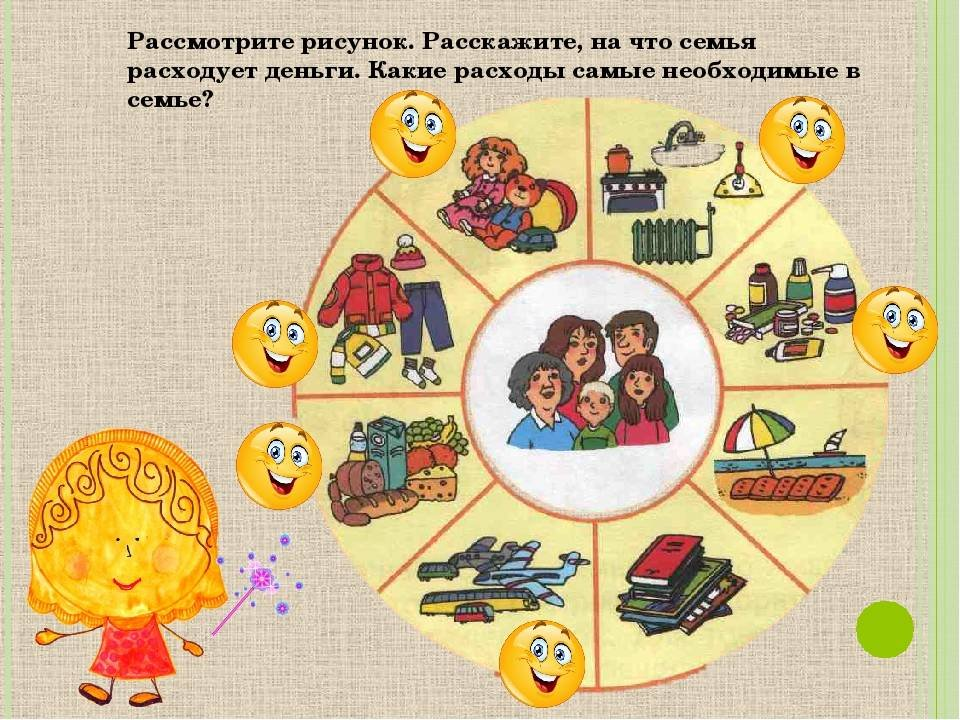 Рассмотрите рисунок. Расскажите, на что семья
расходует деньги. Какие расходы самые необходимые в
семье?